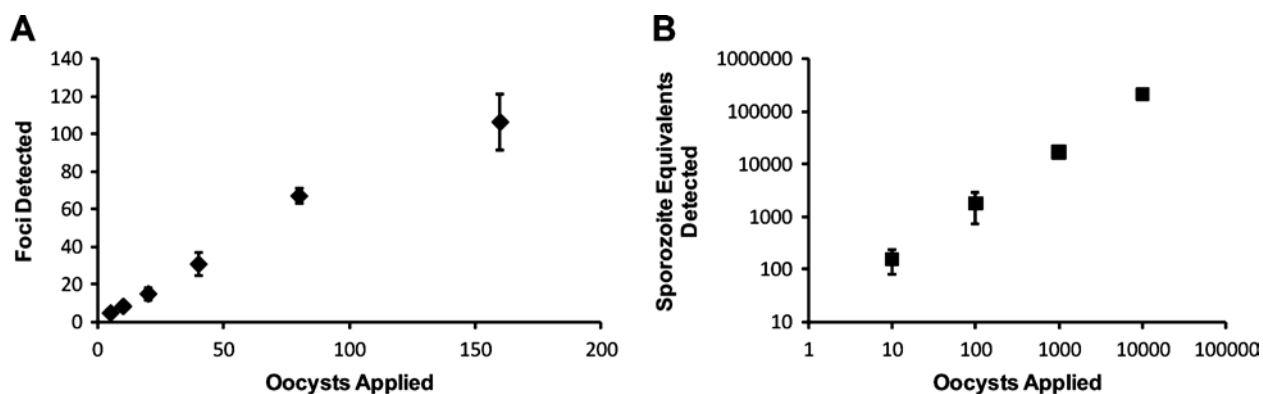 A
140
120
100
80
60
40
20
0
Foci Detected
0 50 100 150 200
Oocysts Applied
B
1000000
100000
10000
1000
100
10
Sporozoite Equivalents
Detected
1 10 100 1000 10000 100000
Oocysts Applied